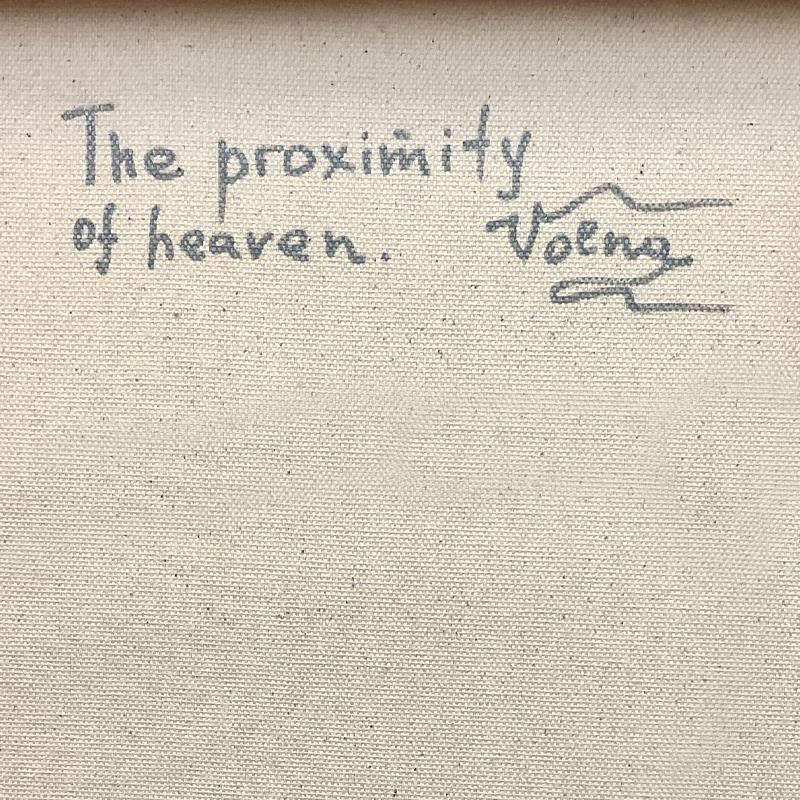 The proximity
of heaven. Volna